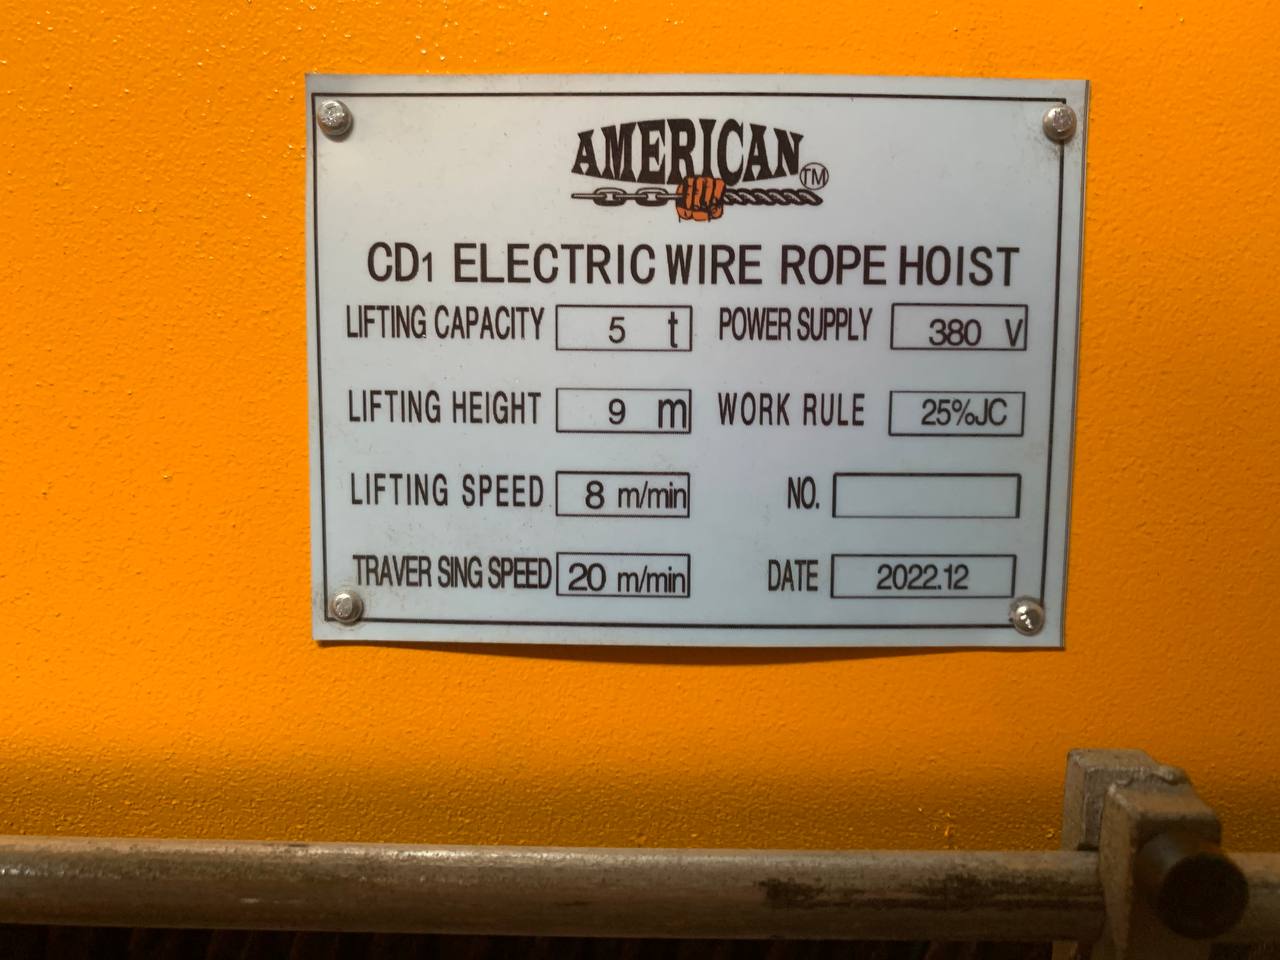 AMERICAN TM
CD1 ELECTRIC WIRE ROPE HOIST
LIFTING CAPACITY 5 t POWER SUPPLY 380 V
LIFTING HEIGHT 9 m WORK RULE 25%JC
LIFTING SPEED 8 m/min NO.
TRAVER SING SPEED 20 m/min DATE 2022.12